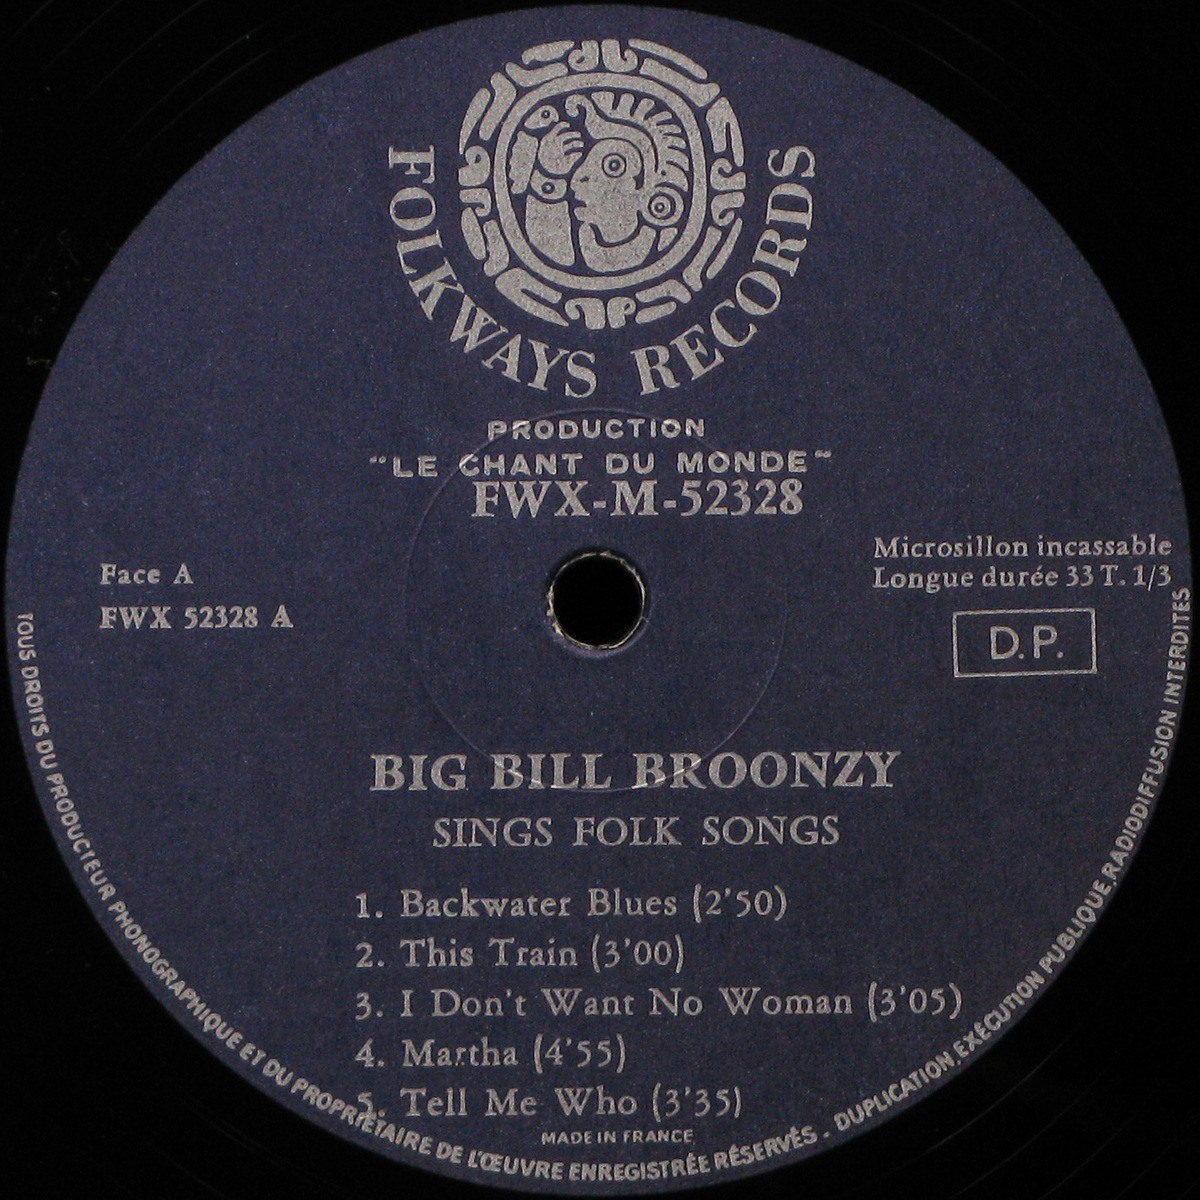 FOLKWAYS RECORDS
PRODUCTION
"LE CHANT DU MONDE"
FWX-M-52328
Microsillon incassable
Longue durée 33 T. 1/3
Face A
FWX 52328 A
D.P.
BIG BILL BROONZY
SINGS FOLK SONGS
1. Backwater Blues (2'50)
2. This Train (3'00)
3. I Don't Want No Woman (3'05)
4. Martha (4'55)
5. Tell Me Who (3'35)
MADE IN FRANCE
TOUS DROITS DU PRODUCTEUR PHONOGRAPHIQUE ET DU PROPRIÉTAIRE DE L'ŒUVRE ENREGISTRÉE RÉSERVÉS. DUPLICATION, EXÉCUTION PUBLIQUE, RADIODIFFUSION INTERDITES